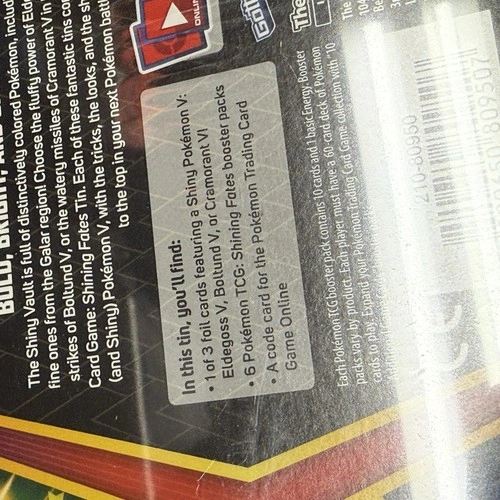 BOLD, BRIGHT, AND
The Shiny Vault is full of distinctively colored Pokémon, includ
fine ones from the Galar region! Choose the fluffy power of Elde
strikes of Boltund V, or the watery missiles of Cramorant V in
Card Game: Shining Fates Tin. Each of these fantastic tins co
(and Shiny) Pokémon V, with the tricks, the looks, and the s
to the top in your next Pokémon batt
In this tin, you'll find:
• 1 of 3 foil cards featuring a Shiny Pokémon V:
Eldegoss V, Boltund V, or Cramorant V!
• 6 Pokémon TCG: Shining Fates booster packs
• A code card for the Pokémon Trading Card
Game Online
ONLINE
Gott
The
Each Pokémon TCG booster pack contains 10 cards and 1 basic Energy. Booster
packs vary by product. Each player must have a 60-card deck of Pokémon
cards to play. Expand your Pokémon Trading Card Game collection with 10
210-80956